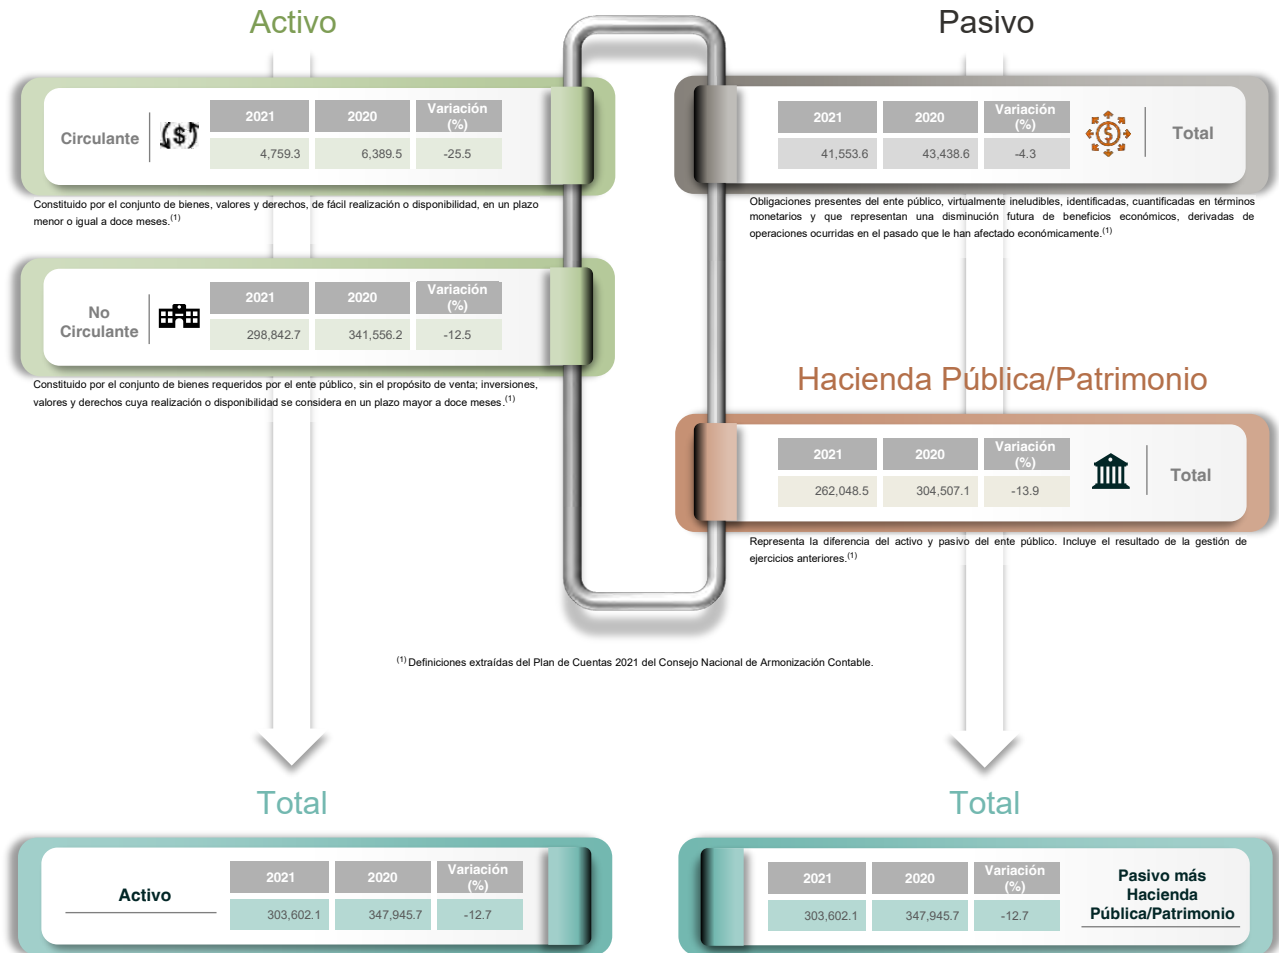 Activo
Circulante
2021 2020 Variación (%)
4,759.3 6,389.5 -25.5
Constituido por el conjunto de bienes, valores y derechos, de fácil realización o disponibilidad, en un plazo
menor o igual a doce meses.(1)
No
Circulante
2021 2020 Variación (%)
298,842.7 341,556.2 -12.5
Constituido por el conjunto de bienes requeridos por el ente público, sin el propósito de venta; inversiones,
valores y derechos cuya realización o disponibilidad se considera en un plazo mayor a doce meses.(1)
Pasivo
2021 2020 Variación (%)
41,553.6 43,438.6 -4.3
Total
Obligaciones presentes del ente público, virtualmente ineludibles, identificadas, cuantificadas en términos
monetarios y que representan una disminución futura de beneficios económicos, derivadas de
operaciones ocurridas en el pasado que le han afectado económicamente.(1)
Hacienda Pública/Patrimonio
2021 2020 Variación (%)
262,048.5 304,507.1 -13.9
Total
Representa la diferencia del activo y pasivo del ente público. Incluye el resultado de la gestión de
ejercicios anteriores.(1)
(1) Definiciones extraídas del Plan de Cuentas 2021 del Consejo Nacional de Armonización Contable.
Total
Activo
2021 2020 Variación (%)
303,602.1 347,945.7 -12.7
Total
2021 2020 Variación (%)
303,602.1 347,945.7 -12.7
Pasivo más
Hacienda
Pública/Patrimonio